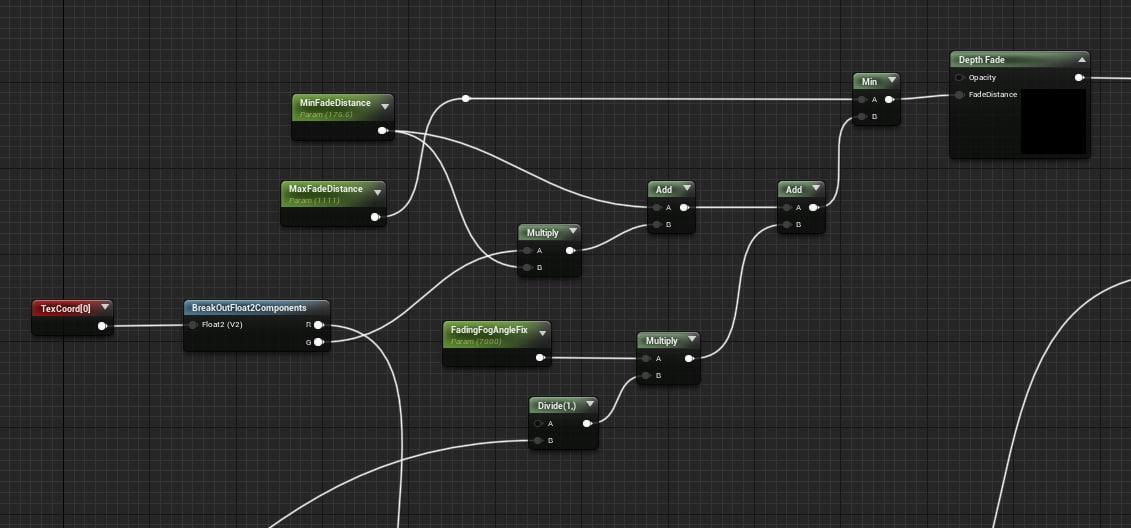 Depth Fade
Opacity
FadeDistance
Min
A
B
MinFadeDistance
Param (176.6)
MaxFadeDistance
Param (1111)
Add
A
B
Add
A
B
Multiply
A
B
TexCoord[0]
BreakOutFloat2Components
Float2 (V2)
R
G
FadingFogAngleFix
Param (7000)
Multiply
A
B
Divide(1,)
A
B